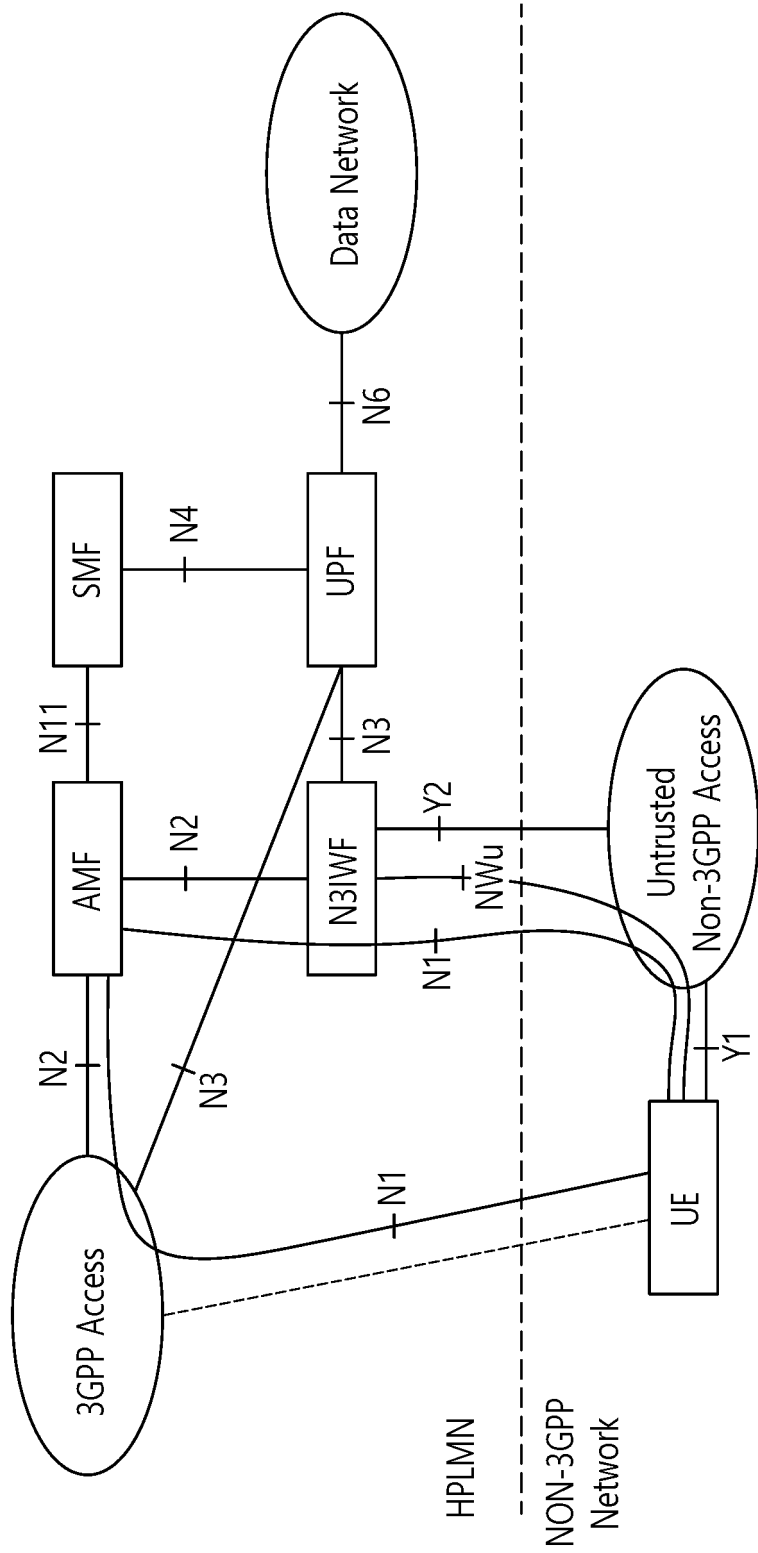 3GPP Access
N2
AMF
N11
SMF
N2
N3
N4
N3IWF
N3
UPF
N6
Data Network
N1
N1
NWu
Y2
HPLMN
NON-3GPP
Network
UE
Y1
Untrusted
Non-3GPP Access